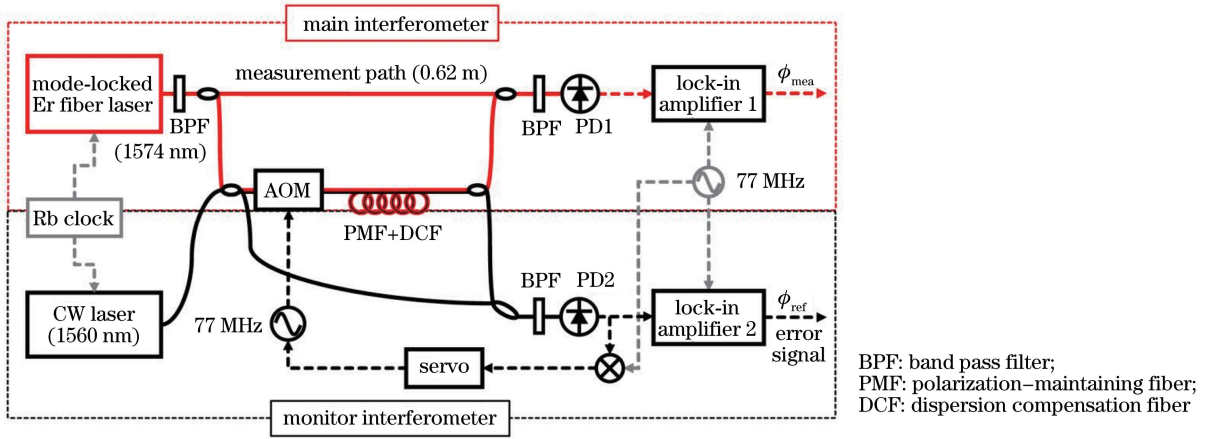 main interferometer
mode-locked
Er fiber laser
BPF
(1574 nm)
measurement path (0.62 m)
BPF
PD1
lock-in
amplifier 1
ϕmea
AOM
77 MHz
Rb clock
PMF+DCF
CW laser
(1560 nm)
77 MHz
BPF
PD2
lock-in
amplifier 2
ϕref
error
signal
servo
monitor interferometer
BPF: band pass filter;
PMF: polarization−maintaining fiber;
DCF: dispersion compensation fiber